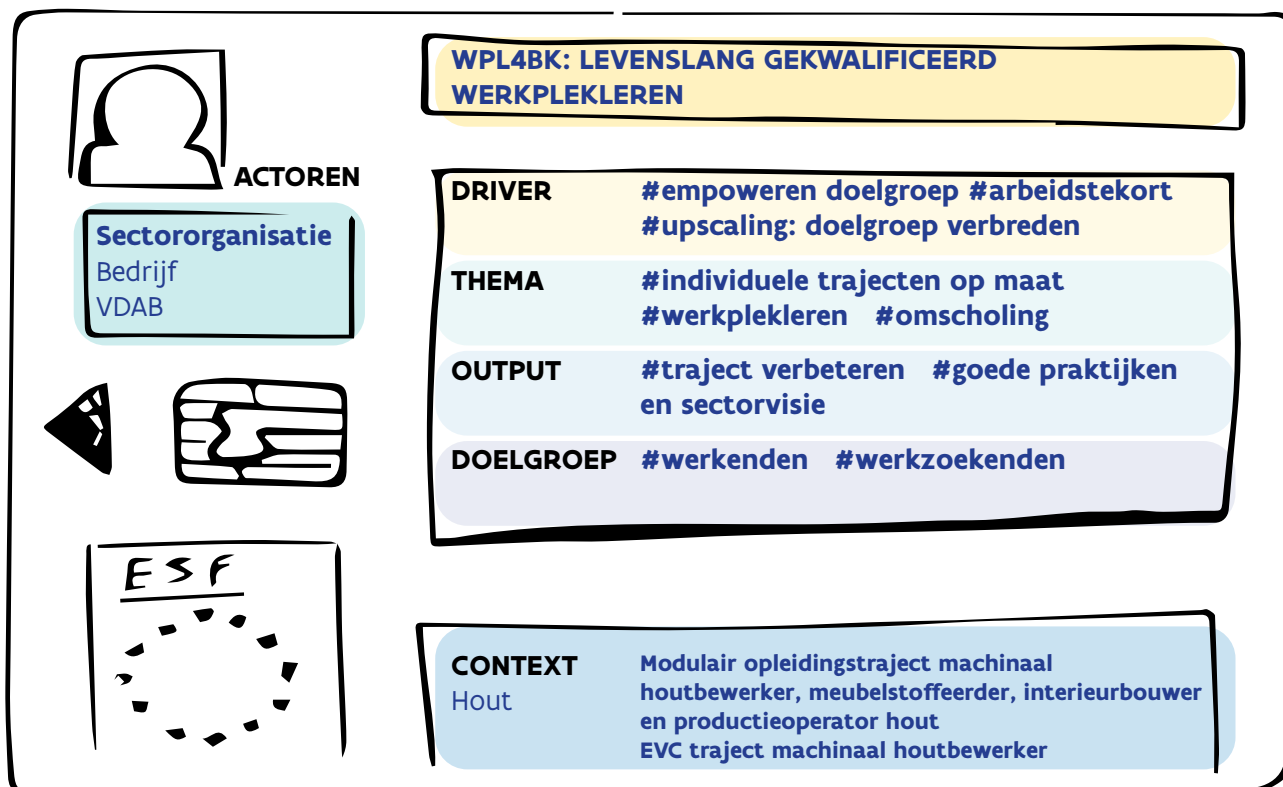 WPL4BK: LEVENSLANG GEKWALIFICEERD
WERKPLEKLEREN
ACTOREN
Sectororganisatie
Bedrijf
VDAB
DRIVER #empoweren doelgroep #arbeidstekort
#upscaling: doelgroep verbreden
THEMA #individuele trajecten op maat
#werkplekleren #omscholing
OUTPUT #traject verbeteren #goede praktijken
en sectorvisie
DOELGROEP #werkenden #werkzoekenden
ESF
CONTEXT
Hout
Modulair opleidingstraject machinaal
houtbewerker, meubelstoffeerder, interieurbouwer
en productieoperator hout
EVC traject machinaal houtbewerker